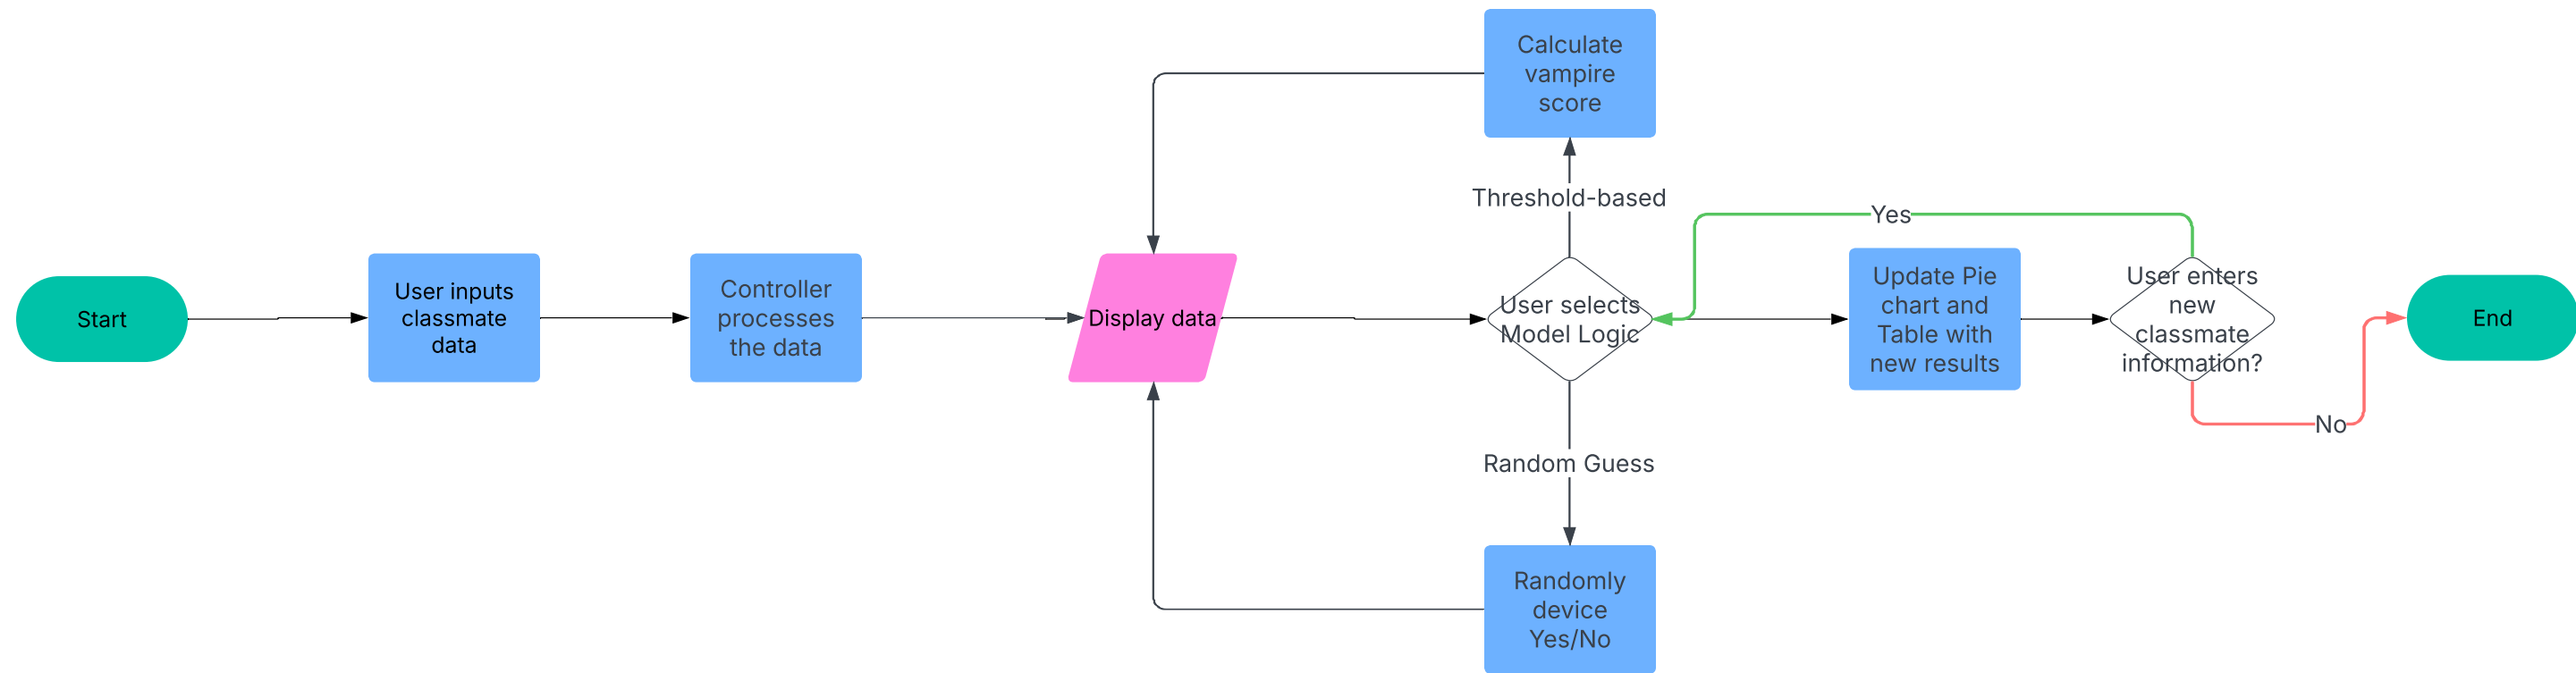 Start
User inputs
classmate
data
Controller
processes
the data
Display data
Calculate
vampire
score
Threshold-based
User selects
Model Logic
Random Guess
Randomly
device
Yes/No
Yes
Update Pie
chart and
Table with
new results
User enters
new
classmate
information?
No
End